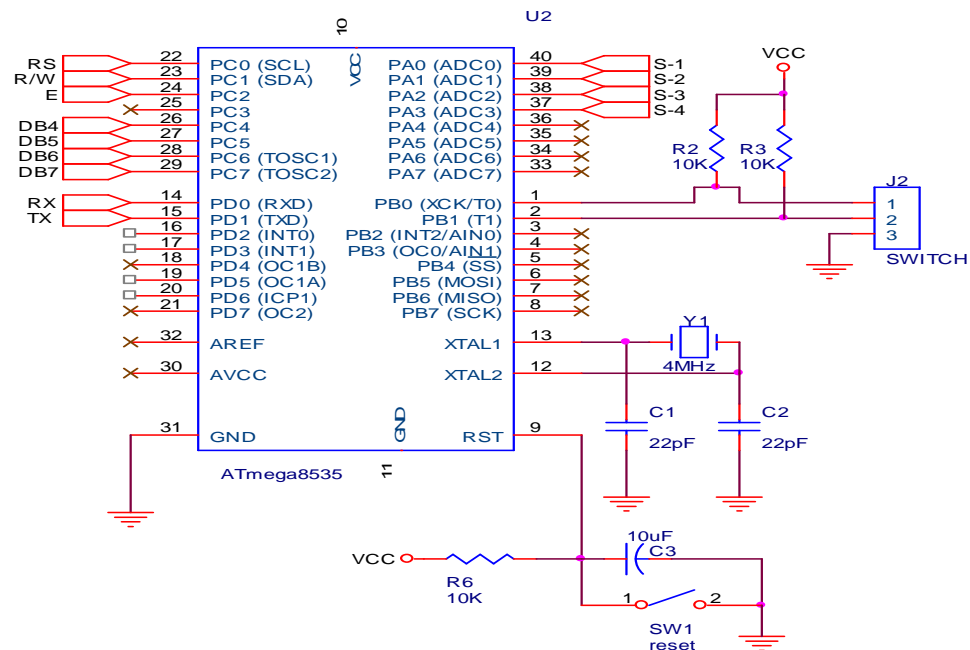 U2
10
VCC
RS 22 PC0 (SCL) PA0 (ADC0) 40 S-1
R/W 23 PC1 (SDA) PA1 (ADC1) 39 S-2
E 24 PC2 PA2 (ADC2) 38 S-3
25 PC3 PA3 (ADC3) 37 S-4
DB4 26 PC4 PA4 (ADC4) 36
DB5 27 PC5 PA5 (ADC5) 35
DB6 28 PC6 (TOSC1) PA6 (ADC6) 34
DB7 29 PC7 (TOSC2) PA7 (ADC7) 33
RX 14 PD0 (RXD) PB0 (XCK/T0) 1
TX 15 PD1 (TXD) PB1 (T1) 2
16 PD2 (INT0) PB2 (INT2/AIN0) 3
17 PD3 (INT1) PB3 (OC0/AIN1) 4
18 PD4 (OC1B) PB4 (SS) 5
19 PD5 (OC1A) PB5 (MOSI) 6
20 PD6 (ICP1) PB6 (MISO) 7
21 PD7 (OC2) PB7 (SCK) 8
32 AREF XTAL1 13
30 AVCC XTAL2 12
31 GND RST 9
GND
11
ATmega8535
VCC
R2
10K
R3
10K
J2
1
2
3
SWITCH
Y1
4MHz
C1
22pF
C2
22pF
VCC
R6
10K
10uF
C3
1 2
SW1
reset